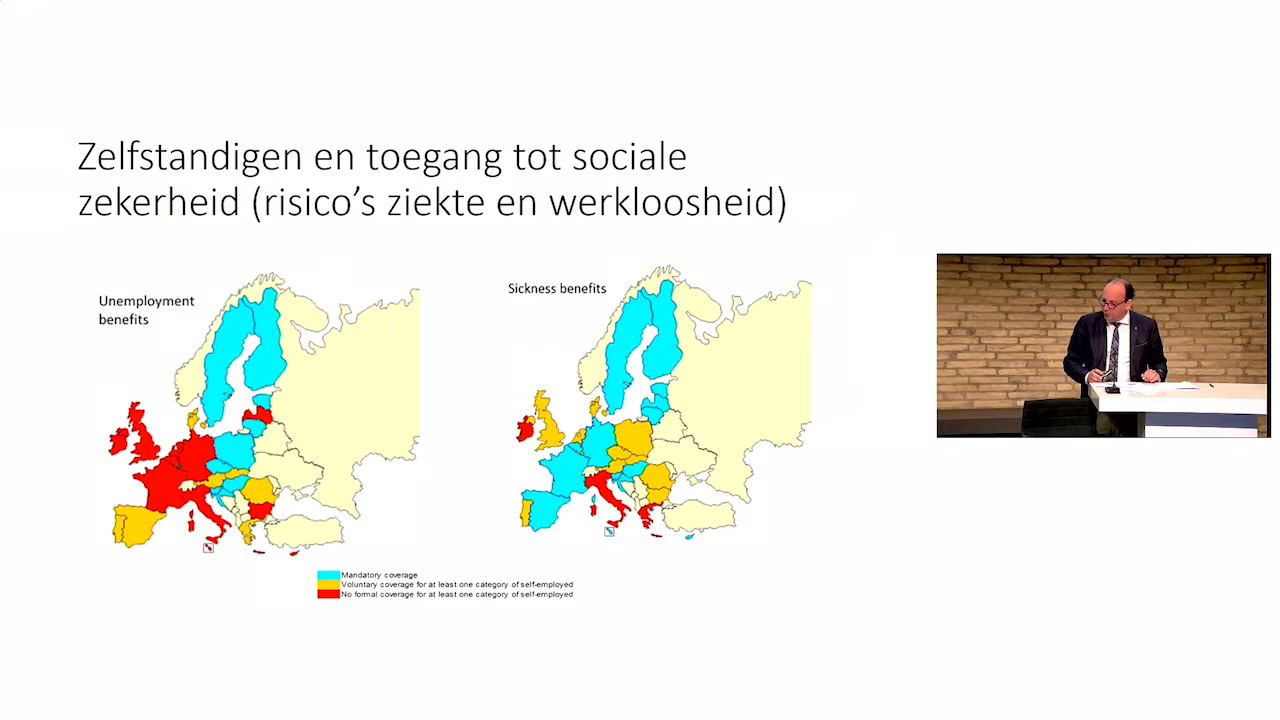 Zelfstandigen en toegang tot sociale
zekerheid (risico’s ziekte en werkloosheid)
Unemployment
benefits
Sickness benefits
Mandatory coverage
Voluntary coverage for at least one category of self-employed
No formal coverage for at least one category of self-employed